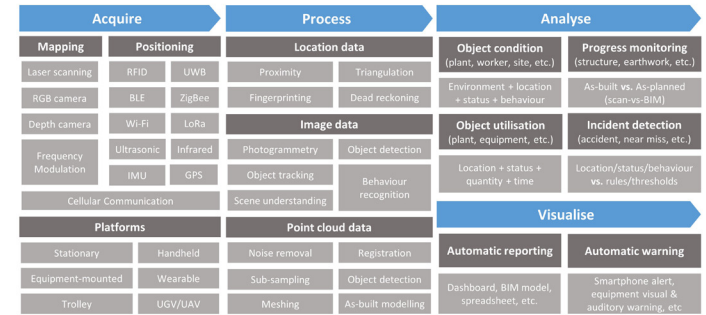 Acquire
Mapping
Positioning
Laser scanning
RFID
UWB
RGB camera
BLE
ZigBee
Depth camera
Wi-Fi
LoRa
Frequency
Modulation
Ultrasonic
Infrared
IMU
GPS
Cellular Communication
Platforms
Stationary
Handheld
Equipment-mounted
Wearable
Trolley
UGV/UAV
Process
Location data
Proximity
Triangulation
Fingerprinting
Dead reckoning
Image data
Photogrammetry
Object detection
Object tracking
Behaviour
recognition
Scene understanding
Point cloud data
Noise removal
Registration
Sub-sampling
Object detection
Meshing
As-built modelling
Analyse
Object condition
(plant, worker, site, etc.)
Environment + location
+ status + behaviour
Progress monitoring
(structure, earthwork, etc.)
As-built vs. As-planned
(scan-vs-BIM)
Object utilisation
(plant, equipment, etc.)
Location + status +
quantity + time
Incident detection
(accident, near miss, etc.)
Location/status/behaviour
vs. rules/thresholds
Visualise
Automatic reporting
Dashboard, BIM model,
spreadsheet, etc.
Automatic warning
Smartphone alert,
equipment visual &
auditory warning, etc